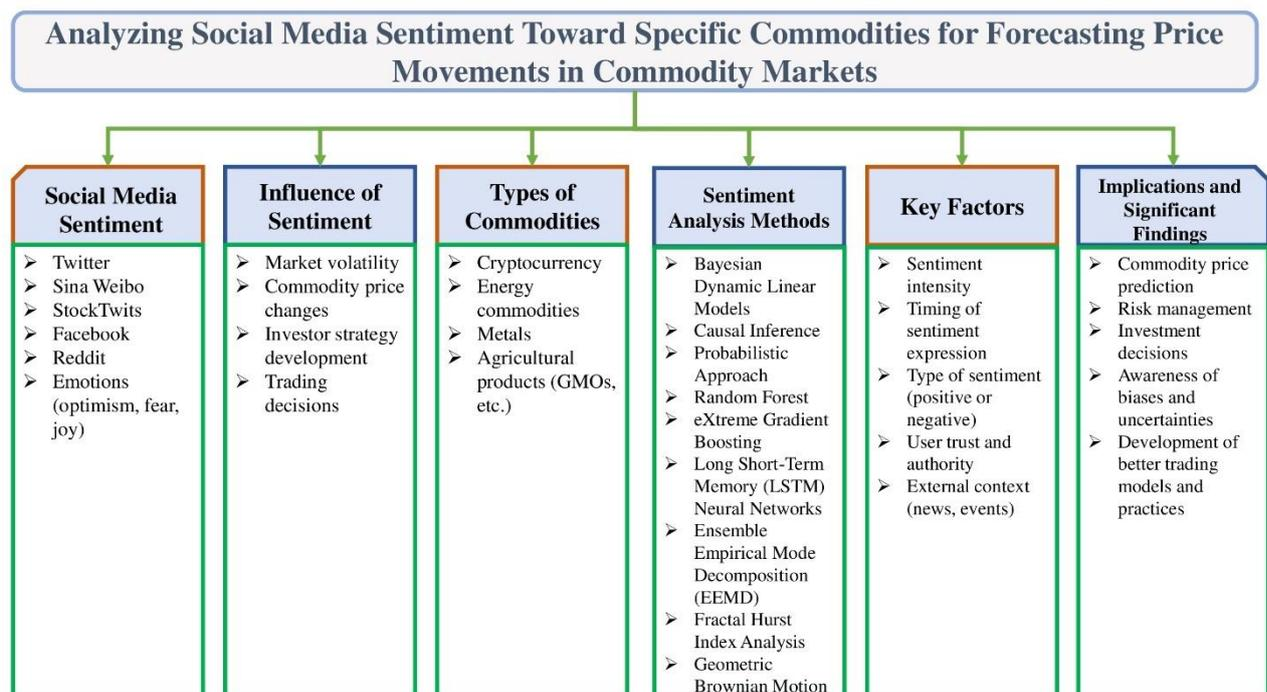 Analyzing Social Media Sentiment Toward Specific Commodities for Forecasting Price
Movements in Commodity Markets
Social Media
Sentiment
➢ Twitter
➢ Sina Weibo
➢ StockTwits
➢ Facebook
➢ Reddit
➢ Emotions
(optimism, fear,
joy)
Influence of
Sentiment
➢ Market volatility
➢ Commodity price
changes
➢ Investor strategy
development
➢ Trading
decisions
Types of
Commodities
➢ Cryptocurrency
➢ Energy
commodities
➢ Metals
➢ Agricultural
products (GMOs,
etc.)
Sentiment
Analysis Methods
➢ Bayesian
Dynamic Linear
Models
➢ Causal Inference
➢ Probabilistic
Approach
➢ Random Forest
➢ eXtreme Gradient
Boosting
➢ Long Short-Term
Memory (LSTM)
Neural Networks
➢ Ensemble
Empirical Mode
Decomposition
(EEMD)
➢ Fractal Hurst
Index Analysis
➢ Geometric
Brownian Motion
Key Factors
➢ Sentiment
intensity
➢ Timing of
sentiment
expression
➢ Type of sentiment
(positive or
negative)
➢ User trust and
authority
➢ External context
(news, events)
Implications and
Significant
Findings
➢ Commodity price
prediction
➢ Risk management
➢ Investment
decisions
➢ Awareness of
biases and
uncertainties
➢ Development of
better trading
models and
practices